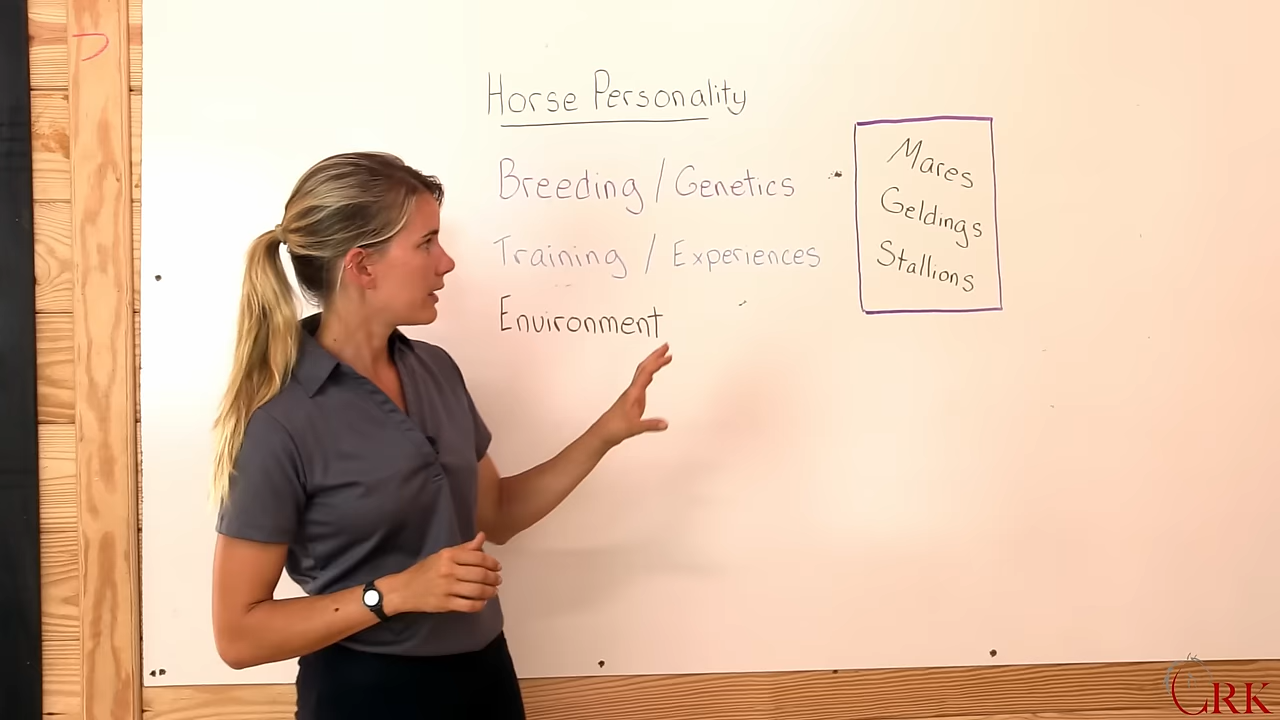 Horse Personality
Breeding / Genetics
Training / Experiences
Environment
Mares
Geldings
Stallions
CRK